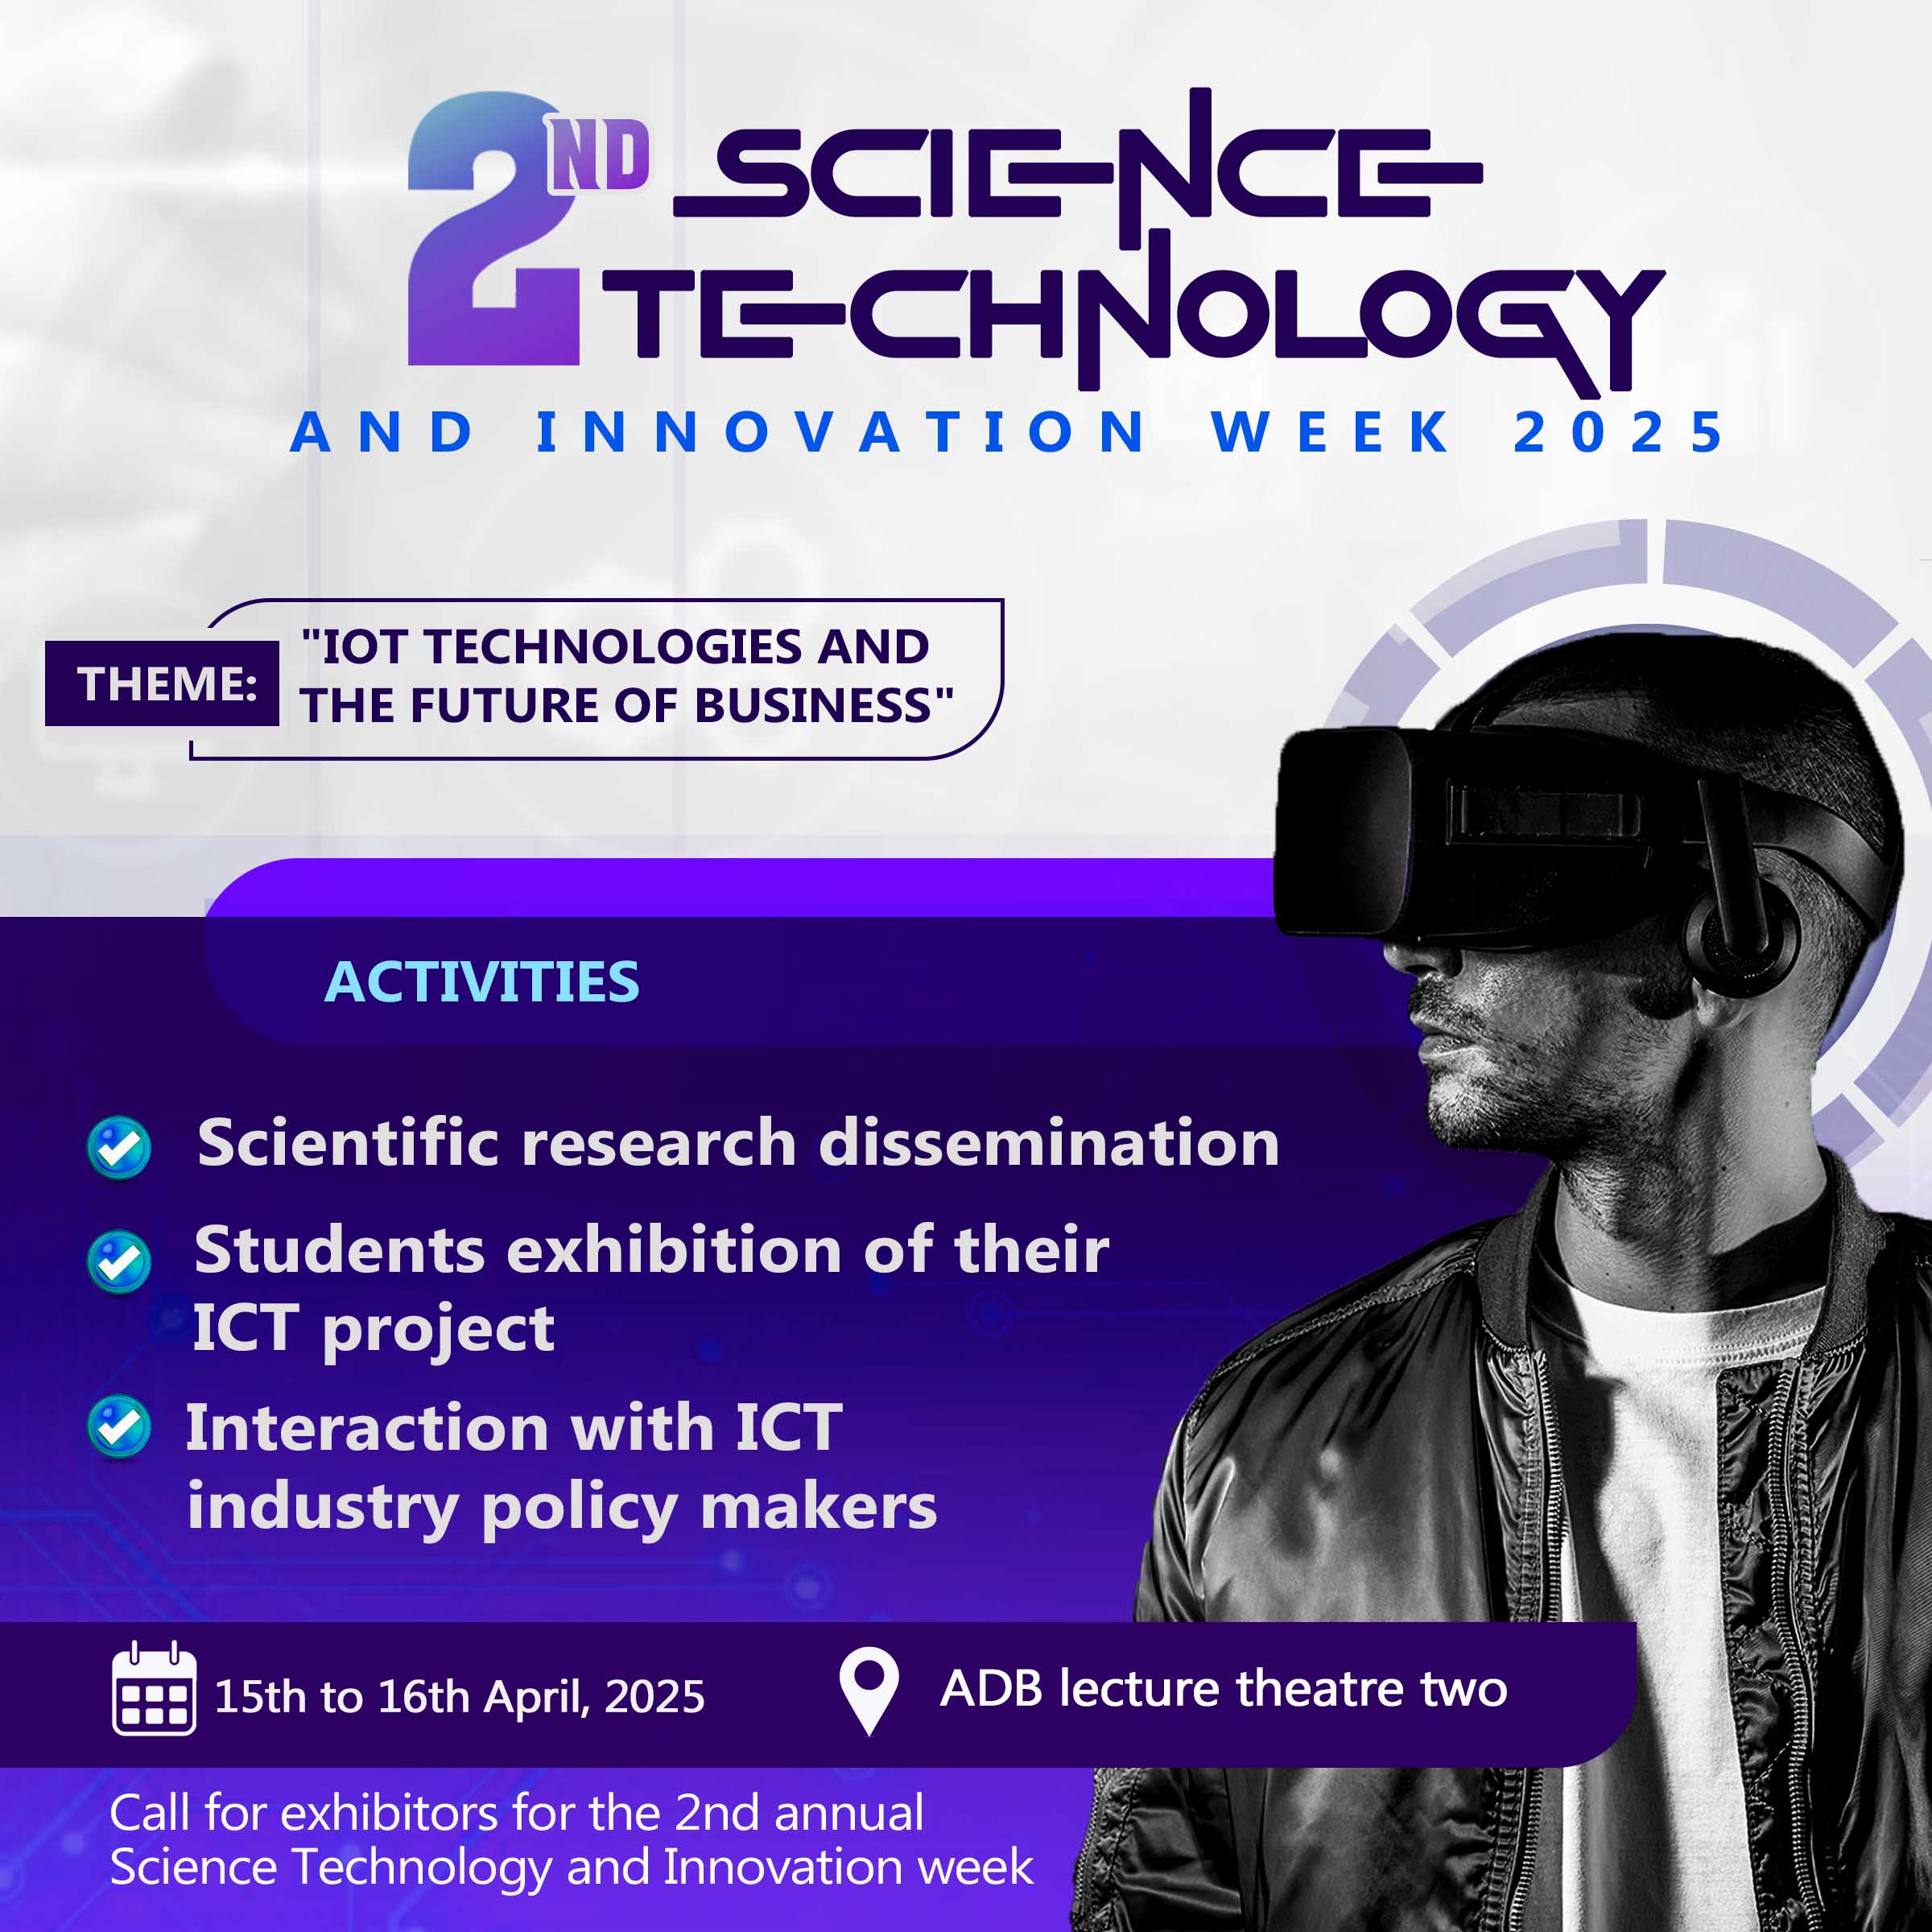 2ND SCIENCE
TECHNOLOGY
AND INNOVATION WEEK 2025
THEME:
"IOT TECHNOLOGIES AND
THE FUTURE OF BUSINESS"
ACTIVITIES
Scientific research dissemination
Students exhibition of their
ICT project
Interaction with ICT
industry policy makers
15th to 16th April, 2025
ADB lecture theatre two
Call for exhibitors for the 2nd annual
Science Technology and Innovation week